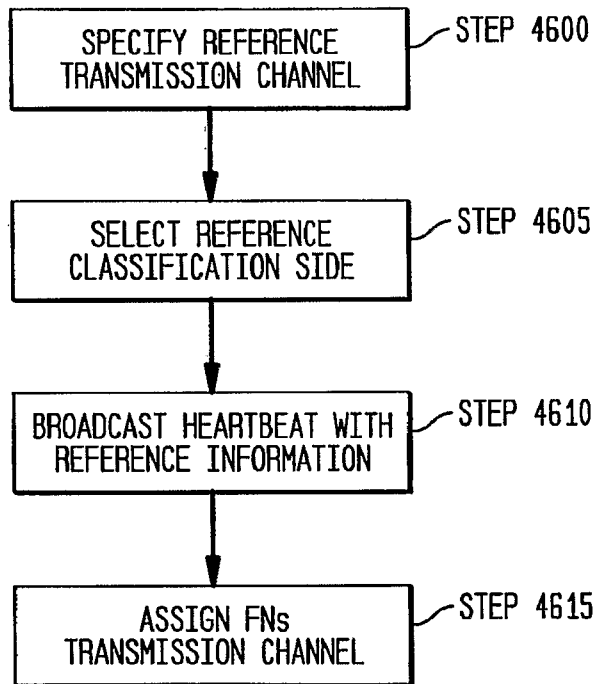 SPECIFY REFERENCE
TRANSMISSION CHANNEL
STEP 4600
SELECT REFERENCE
CLASSIFICATION SIDE
STEP 4605
BROADCAST HEARTBEAT WITH
REFERENCE INFORMATION
STEP 4610
ASSIGN FNs
TRANSMISSION CHANNEL
STEP 4615